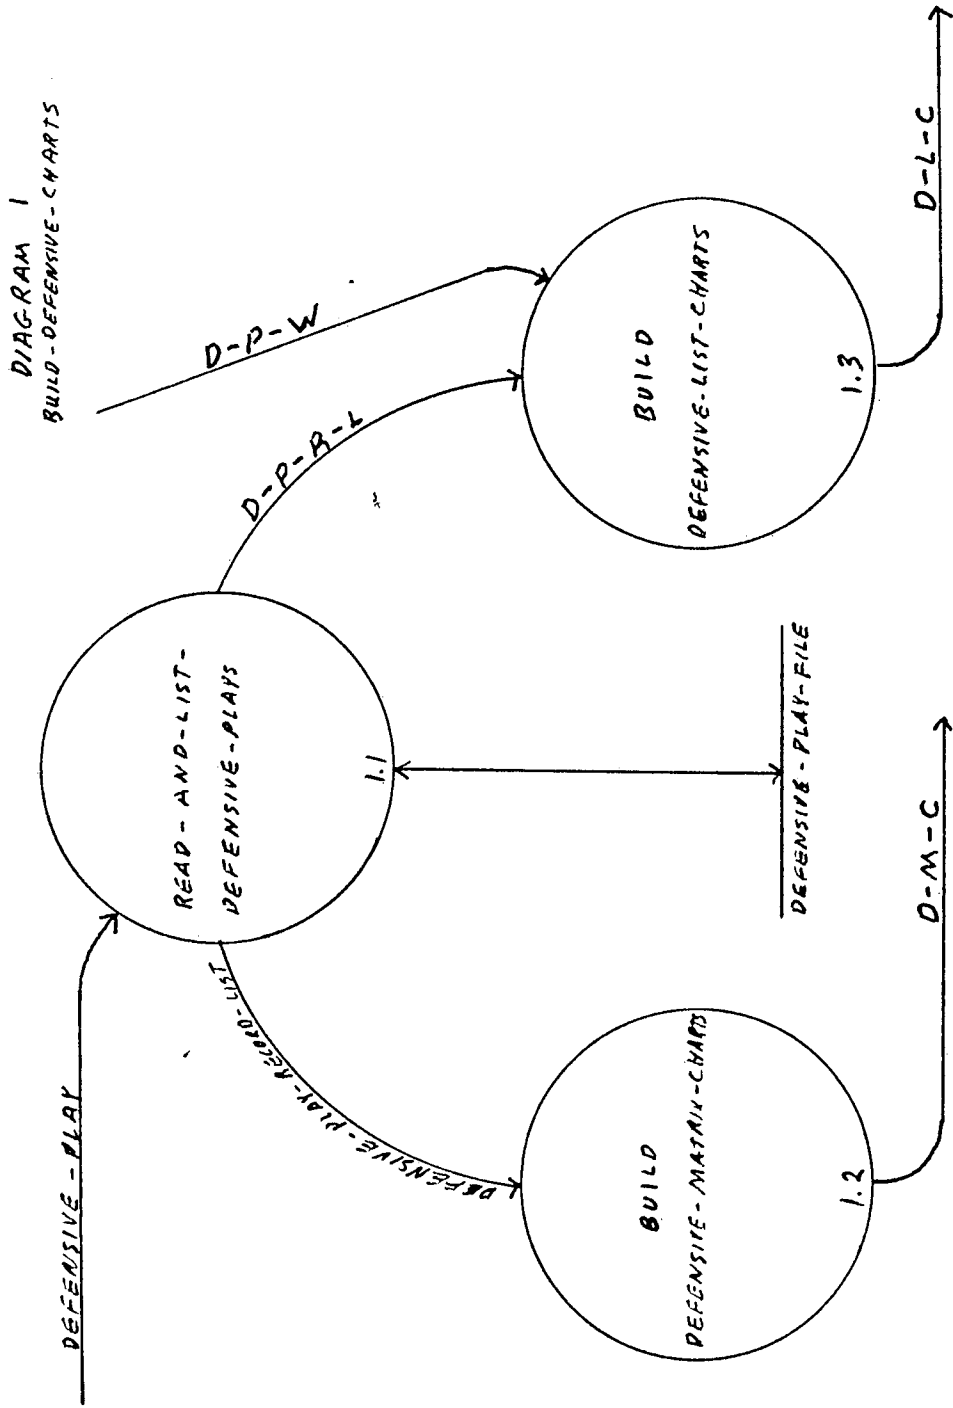 DIAGRAM 1
BUILD-DEFENSIVE-CHARTS
DEFENSIVE-PLAY
READ-AND-LIST-
DEFENSIVE-PLAYS
1.1
D-P-W
D-P-R-L
DEFENSIVE-PLAY-RECORD-LIST
BUILD
DEFENSIVE-MATRIX-CHARTS
1.2
DEFENSIVE-PLAY-FILE
BUILD
DEFENSIVE-LIST-CHARTS
1.3
D-M-C
D-L-C